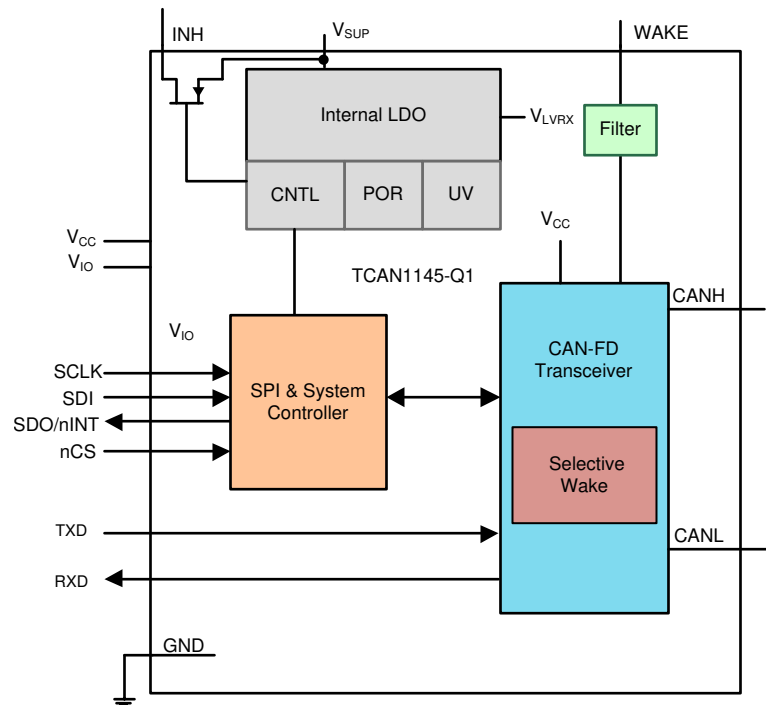 INH
VSUP
WAKE
Internal LDO
VLVRX
Filter
CNTL
POR
UV
VCC
VCC
VIO
TCAN1145-Q1
CANH
VIO
CAN-FD
Transceiver
SCLK
SDI
SDO/nINT
nCS
SPI & System
Controller
Selective
Wake
TXD
CANL
RXD
GND